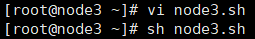 [root@node3 ~]# vi node3.sh
[root@node3 ~]# sh node3.sh